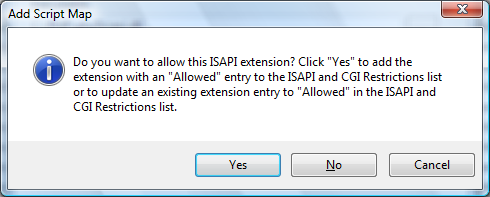 Add Script Map
Do you want to allow this ISAPI extension? Click "Yes" to add the
extension with an "Allowed" entry to the ISAPI and CGI Restrictions list
or to update an existing extension entry to "Allowed" in the ISAPI and
CGI Restrictions list.
Yes
No
Cancel